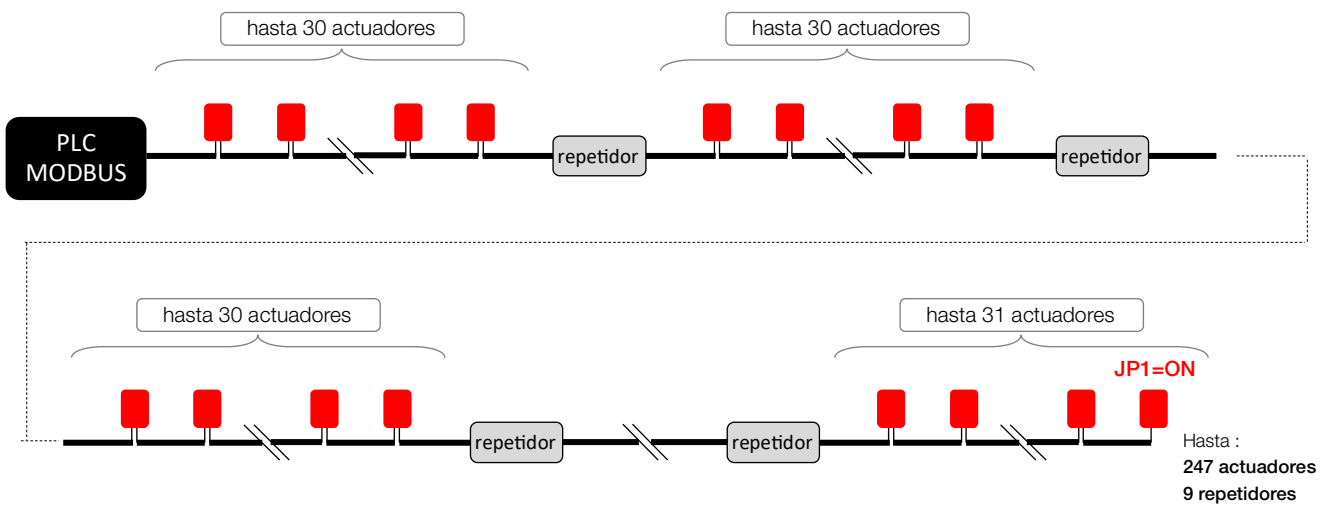 hasta 30 actuadores
hasta 30 actuadores
PLC
MODBUS
repetidor
repetidor
hasta 30 actuadores
hasta 31 actuadores
JP1=ON
repetidor
repetidor
Hasta :
247 actuadores
9 repetidores